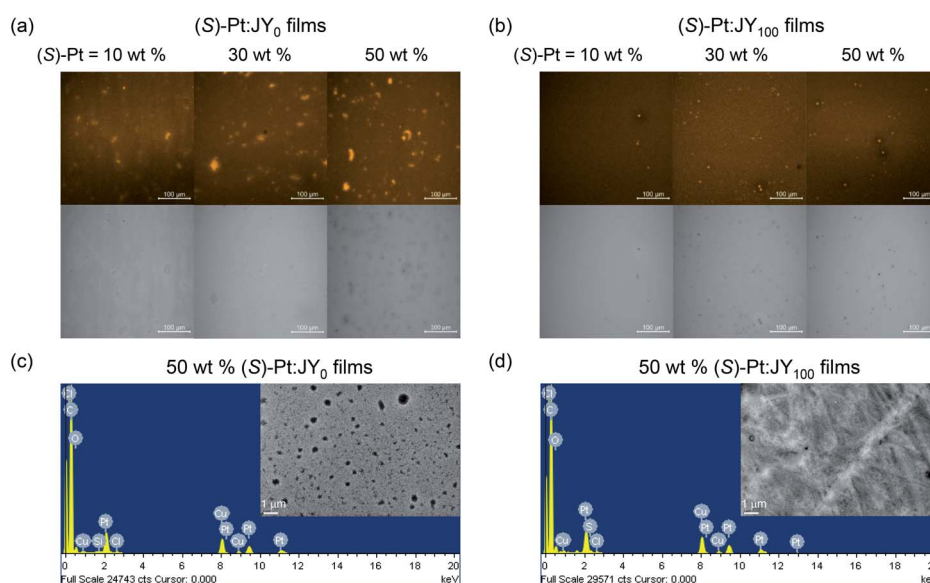 (a)
(S)-Pt:JY0 films
(S)-Pt = 10 wt % 30 wt % 50 wt %
100 µm 100 µm 100 µm
100 µm 100 µm 100 µm
(b)
(S)-Pt:JY100 films
(S)-Pt = 10 wt % 30 wt % 50 wt %
100 µm 100 µm 100 µm
100 µm 100 µm 100 µm
(c)
50 wt % (S)-Pt:JY0 films
Cl
C
O
Cu Si Pt Cl Cu Pt Cu Pt Pt
1 µm
0 2 4 6 8 10 12 14 16 18 20
Full Scale 24743 cts Cursor: 0.000 keV
(d)
50 wt % (S)-Pt:JY100 films
Cl
C
O
Cu Pt S Cl Cu Pt Cu Pt Pt Pt
1 µm
0 2 4 6 8 10 12 14 16 18
Full Scale 29571 cts Cursor: 0.000 keV